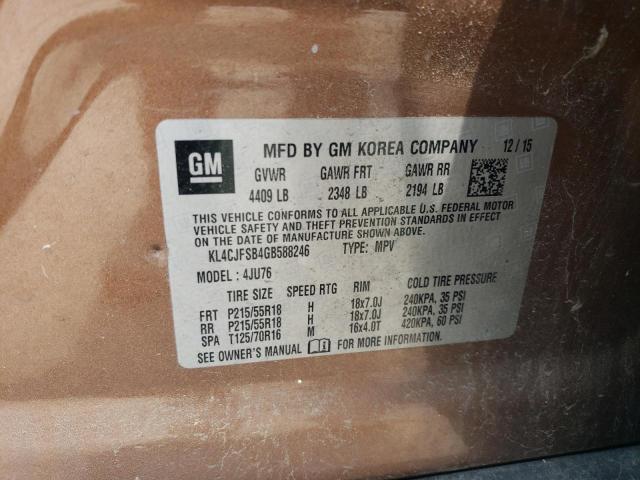 GM MFD BY GM KOREA COMPANY 12/15
GVWR GAWR FRT GAWR RR
4409 LB 2348 LB 2194 LB
THIS VEHICLE CONFORMS TO ALL APPLICABLE U.S. FEDERAL MOTOR
VEHICLE SAFETY AND THEFT PREVENTION STANDARDS IN EFFECT
ON THE DATE OF MANUFACTURE SHOWN ABOVE.
KL4CJFSB4GB588246 TYPE: MPV
MODEL : 4JU76
TIRE SIZE SPEED RTG RIM COLD TIRE PRESSURE
FRT P215/55R18 H 18x7.0J 240KPA, 35 PSI
RR P215/55R18 H 18x7.0J 240KPA, 35 PSI
SPA T125/70R16 M 16x4.0T 420KPA, 60 PSI
SEE OWNER'S MANUAL FOR MORE INFORMATION.